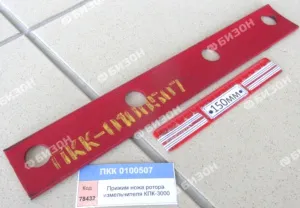 БИЗОН
ПКК-0100507
150мм
ПКК 0100507
Код
78437
Прижим ножа ротора
измельчителя КПК-3000